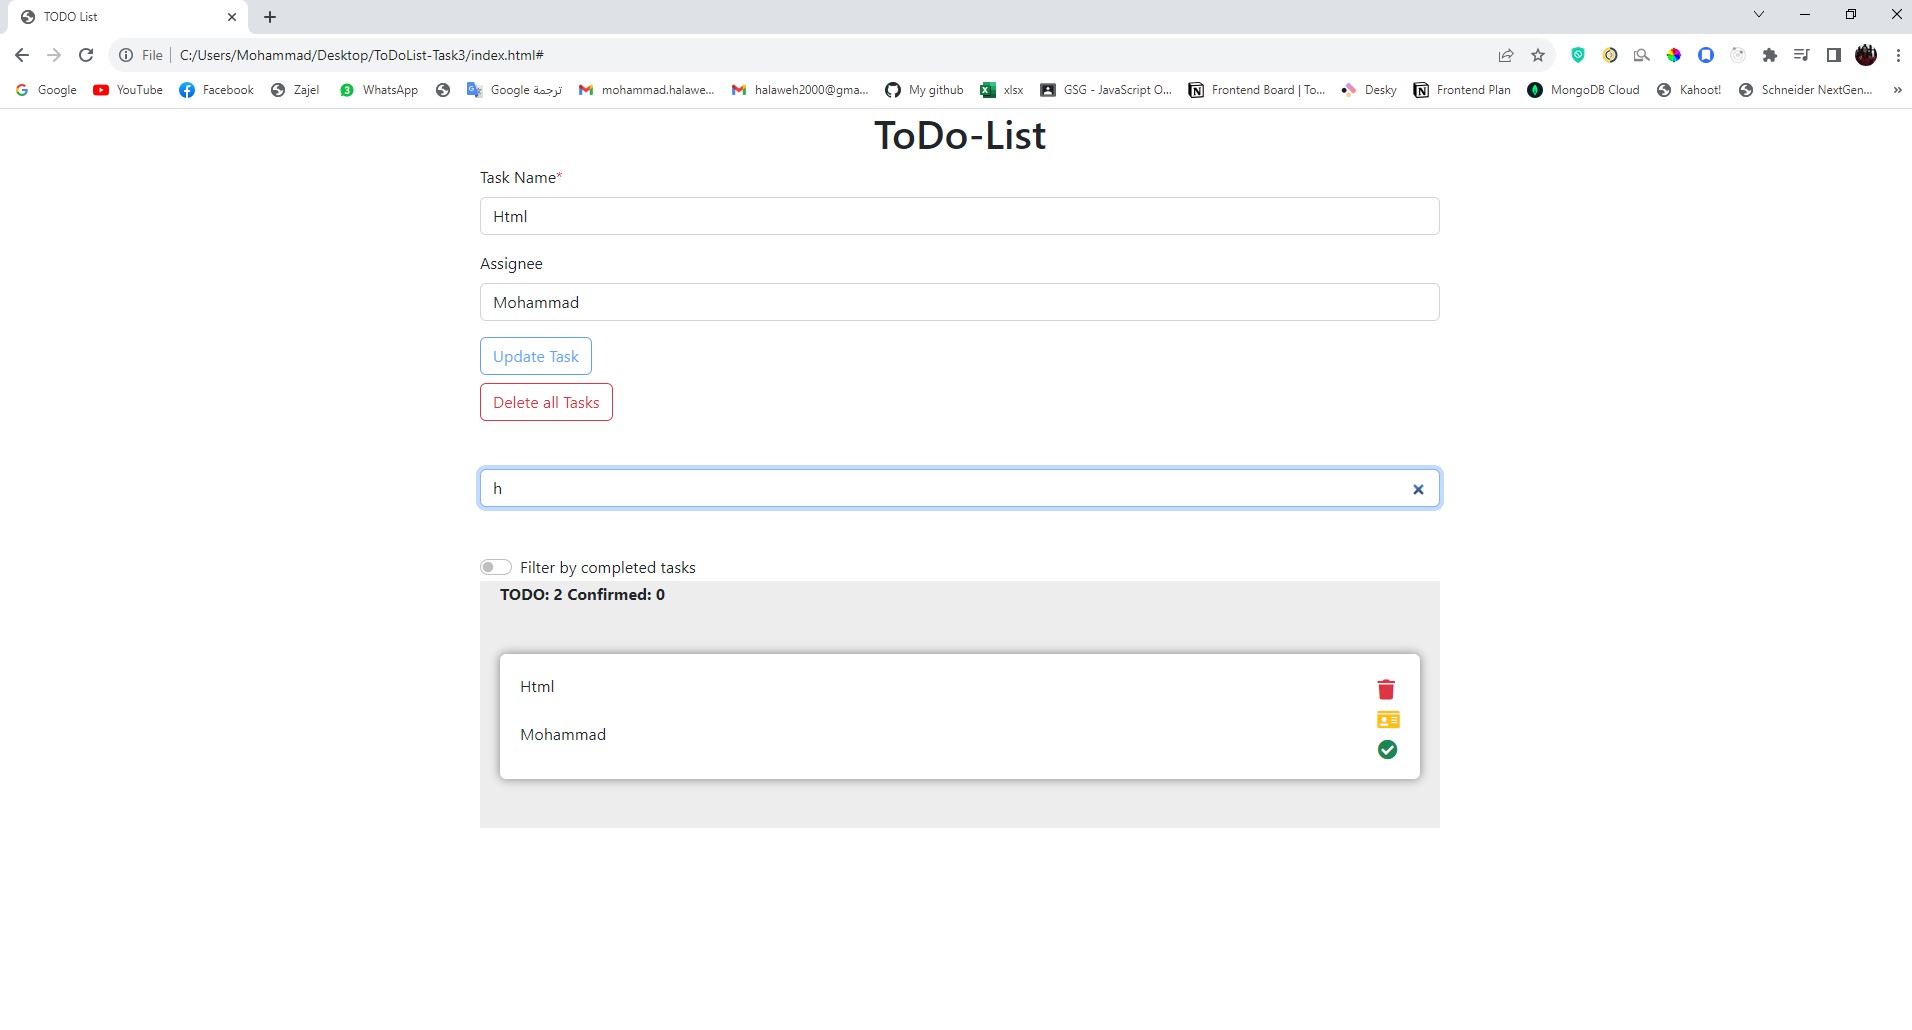 TODO List
File C:/Users/Mohammad/Desktop/ToDoList-Task3/index.html#
Google YouTube Facebook Zajel WhatsApp ترجمة Google mohammad.halawe... halaweh2000@gma... My github xlsx GSG - JavaScript O... Frontend Board | To... Desky Frontend Plan MongoDB Cloud Kahoot! Schneider NextGen... »
ToDo-List
Task Name*
Html
Assignee
Mohammad
Update Task
Delete all Tasks
h
Filter by completed tasks
TODO: 2 Confirmed: 0
Html
Mohammad